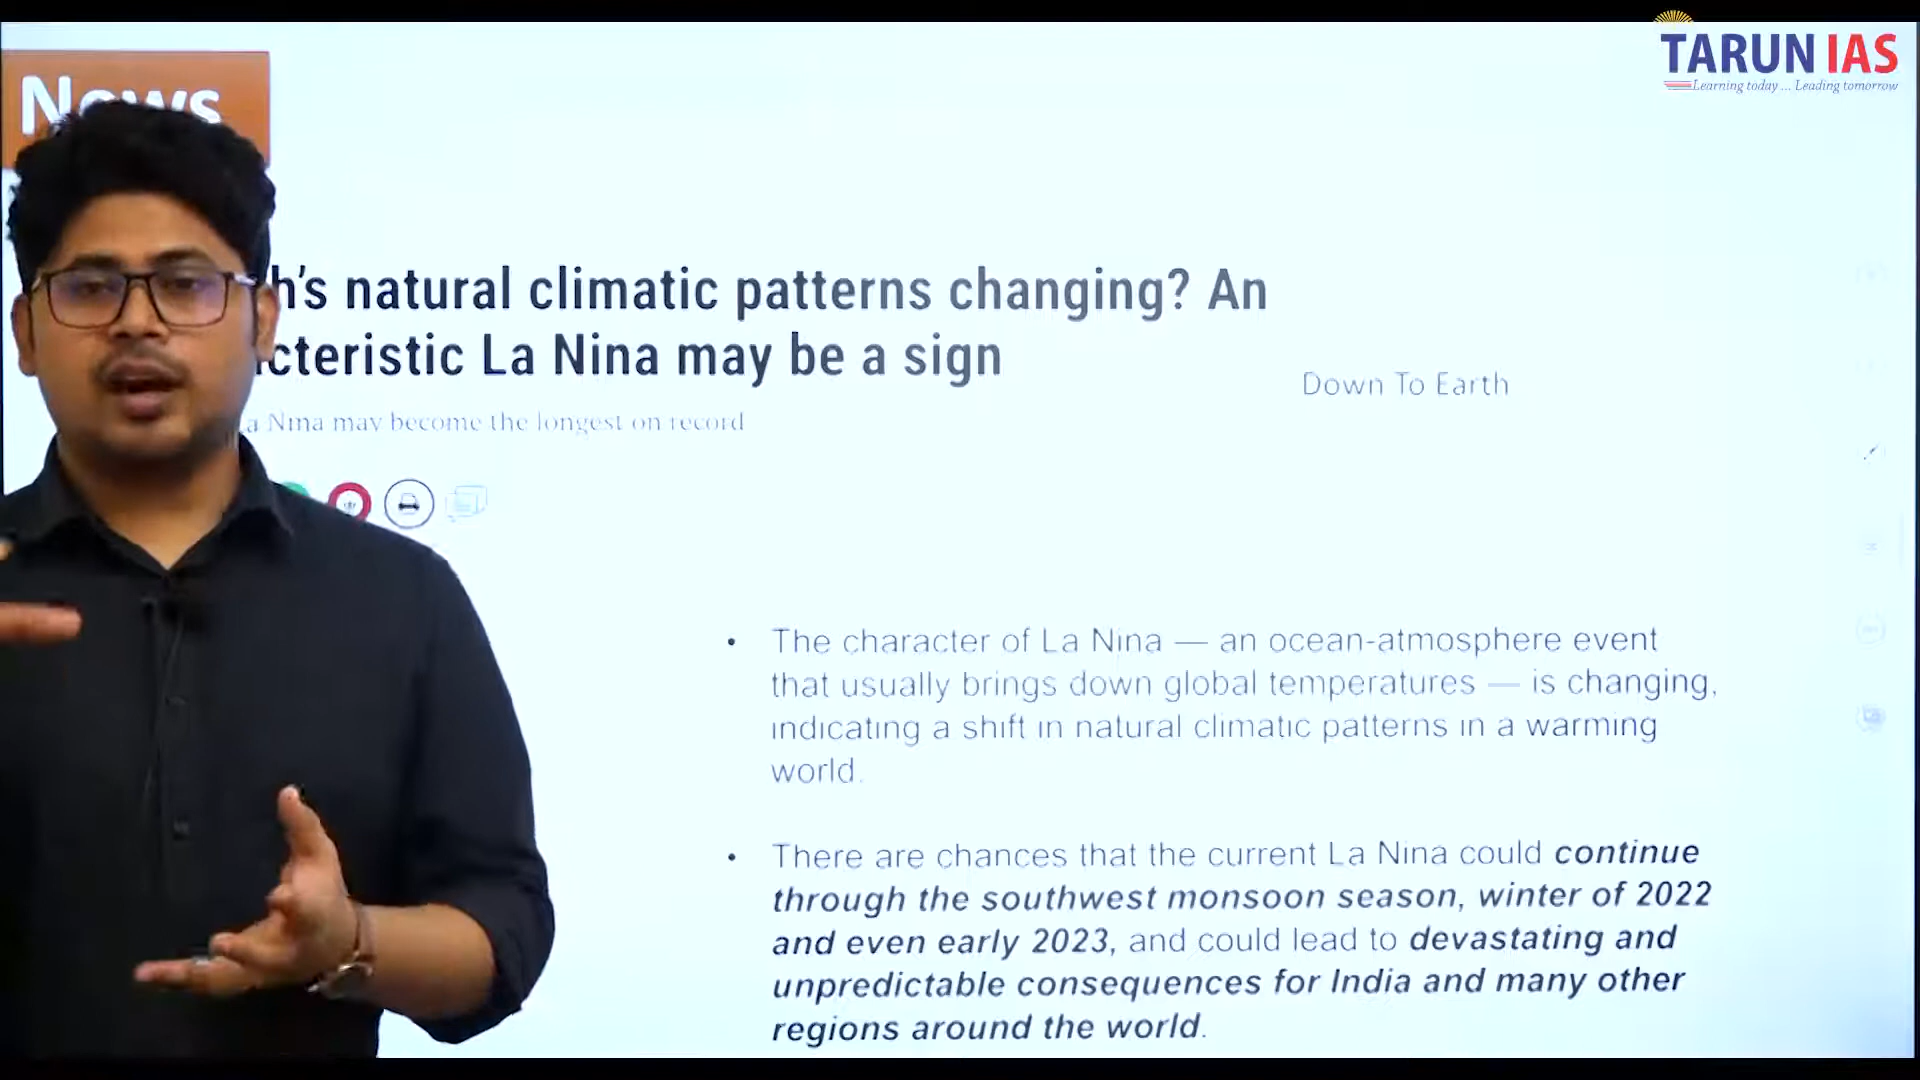 TARUN IAS
Learning today ... Leading tomorrow
News
h's natural climatic patterns changing? An
cteristic La Nina may be a sign
Down To Earth
a Nina may become the longest on record
• The character of La Nina — an ocean-atmosphere event
that usually brings down global temperatures — is changing,
indicating a shift in natural climatic patterns in a warming
world.
• There are chances that the current La Nina could continue
through the southwest monsoon season, winter of 2022
and even early 2023, and could lead to devastating and
unpredictable consequences for India and many other
regions around the world.